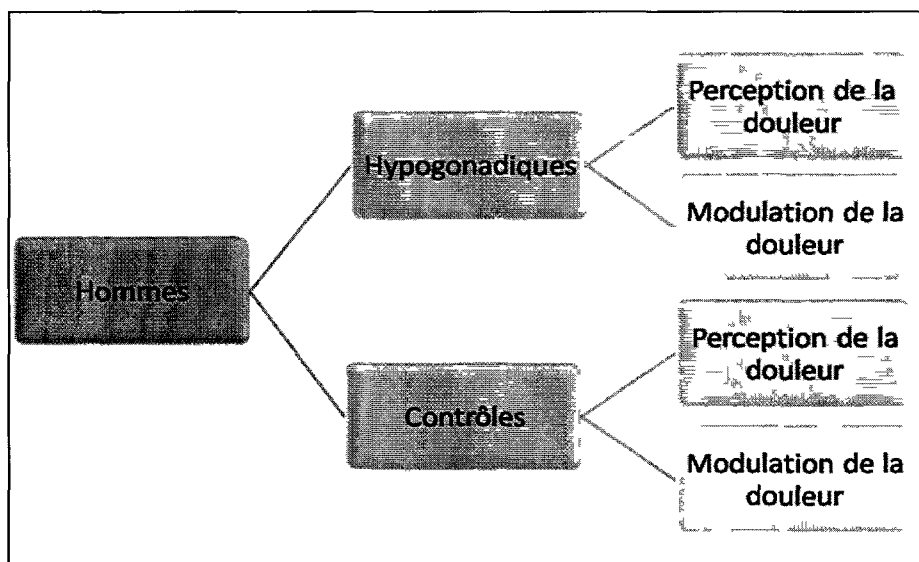 Hommes
Hypogonadiques
Perception de la
douleur
Modulation de la
douleur
Contrôles
Perception de la
douleur
Modulation de la
douleur